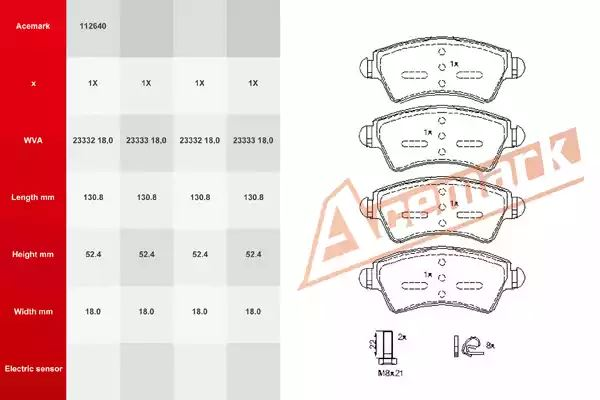 Acemark 112640
x 1X 1X 1X 1X
WVA 23332 18,0 23333 18,0 23332 18,0 23333 18,0
Length mm 130.8 130.8 130.8 130.8
Height mm 52.4 52.4 52.4 52.4
Width mm 18.0 18.0 18.0 18.0
Electric sensor
1x
1x
1x
1x
Acemark
22
2x
8x
M8x21